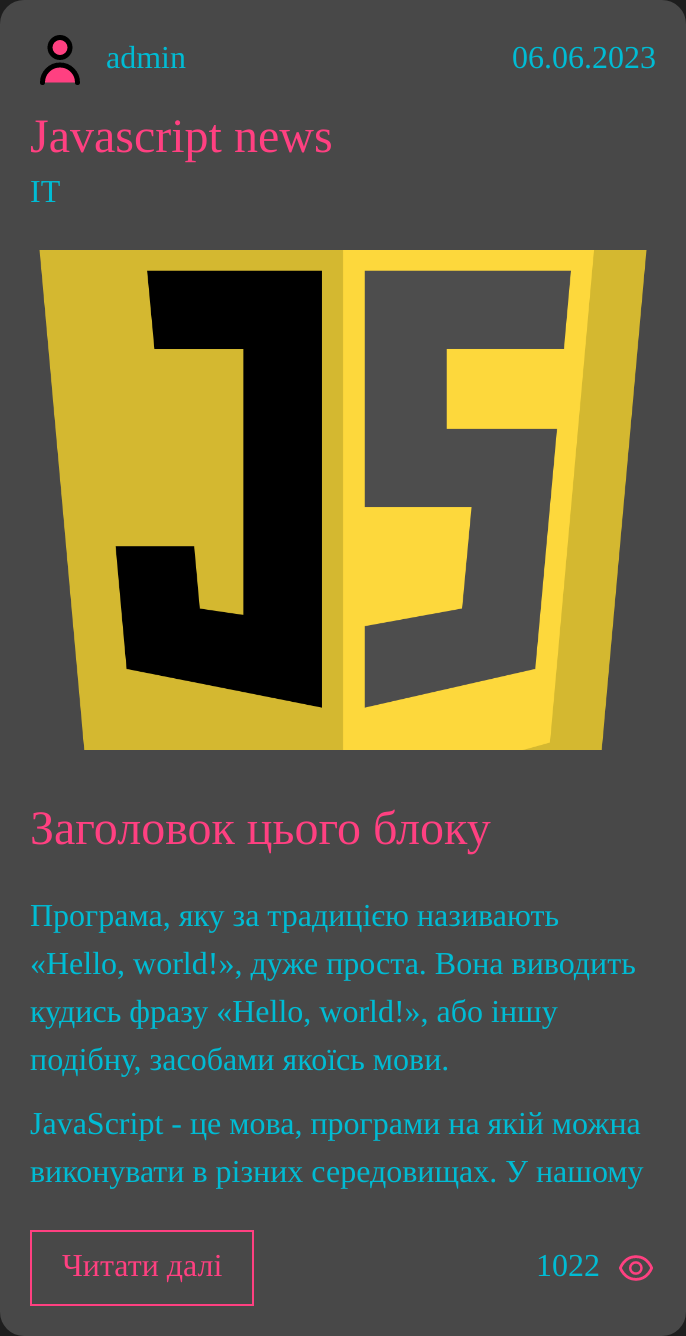 admin 06.06.2023
Javascript news
IT
JS
Заголовок цього блоку
Програма, яку за традицією називають
«Hello, world!», дуже проста. Вона виводить
кудись фразу «Hello, world!», або іншу
подібну, засобами якоїсь мови.
JavaScript - це мова, програми на якій можна
виконувати в різних середовищах. У нашому
Читати далі 1022